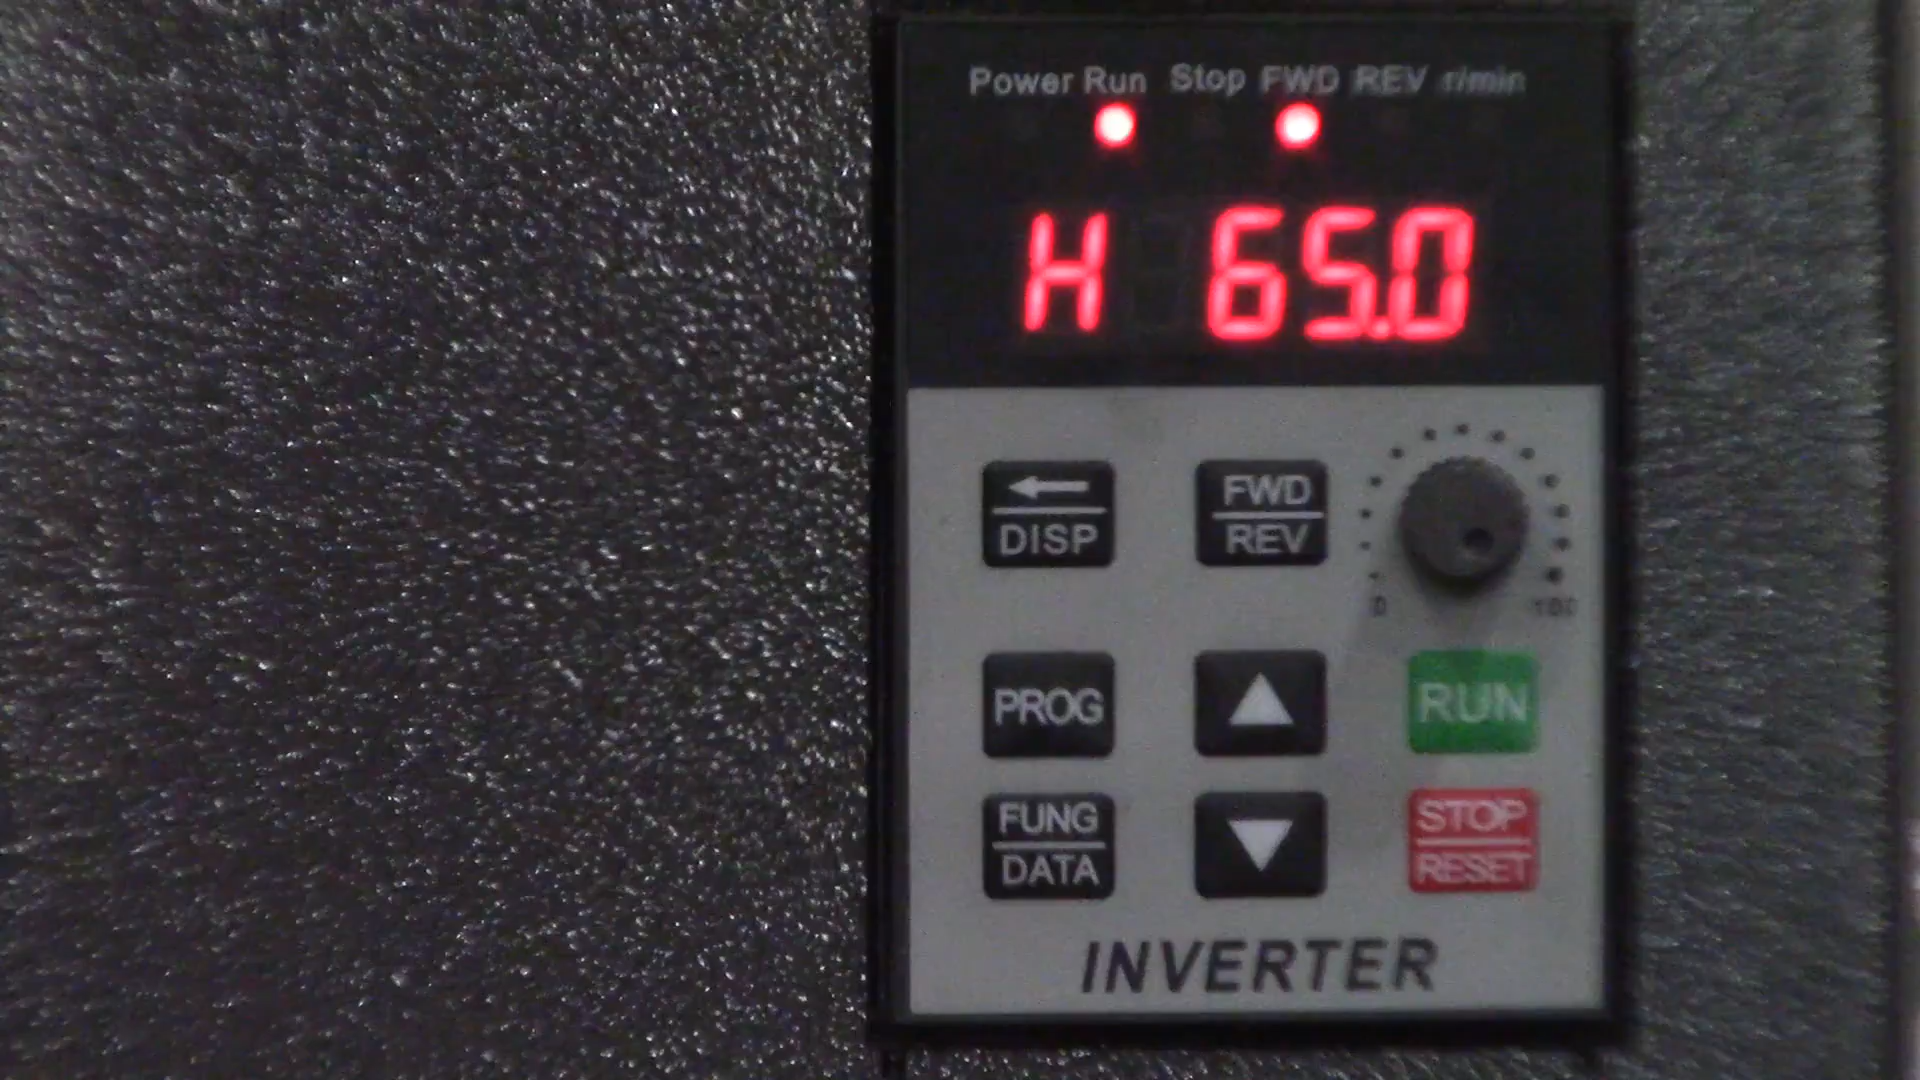 Power Run Stop FWD REV r/min
H 65.0
← DISP
FWD REV
0 100
PROG
RUN
FUNG DATA
STOP RESET
INVERTER